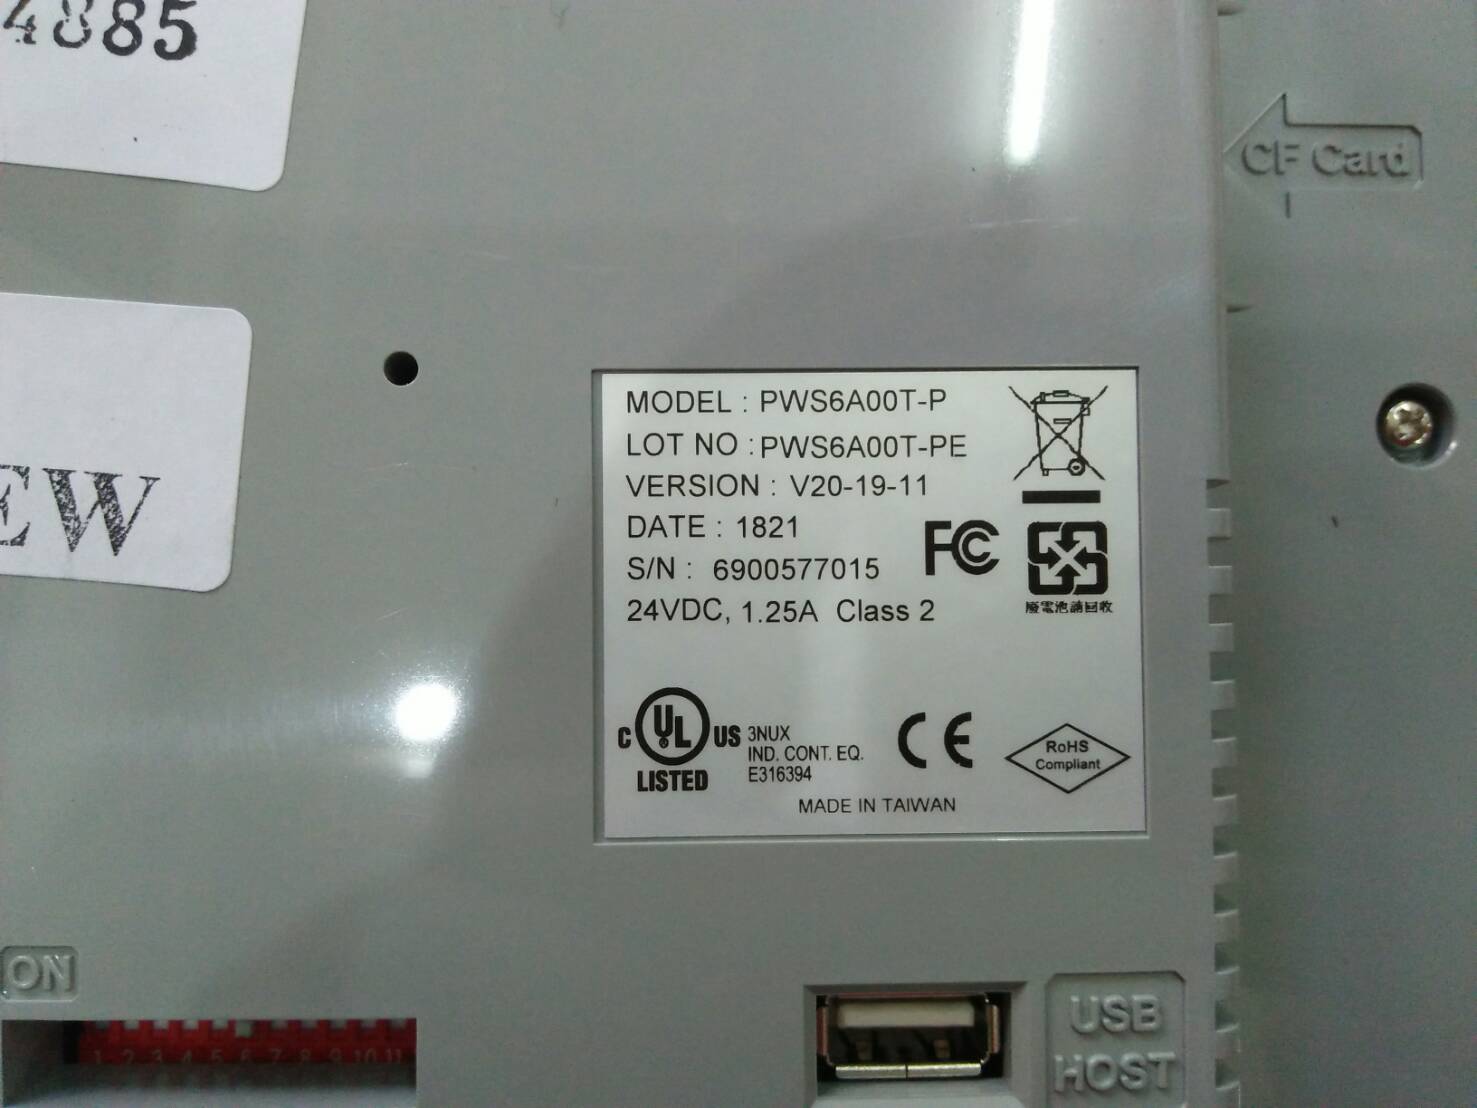 4885
CF Card
EW
MODEL : PWS6A00T-P
LOT NO : PWS6A00T-PE
VERSION : V20-19-11
DATE : 1821
S/N : 6900577015
24VDC, 1.25A Class 2
FC
廢電池請回收
C UL US
LISTED
3NUX
IND. CONT. EQ.
E316394
CE
RoHS
Compliant
MADE IN TAIWAN
ON
1 2 3 4 5 6 7 8 9 10 11
USB
HOST